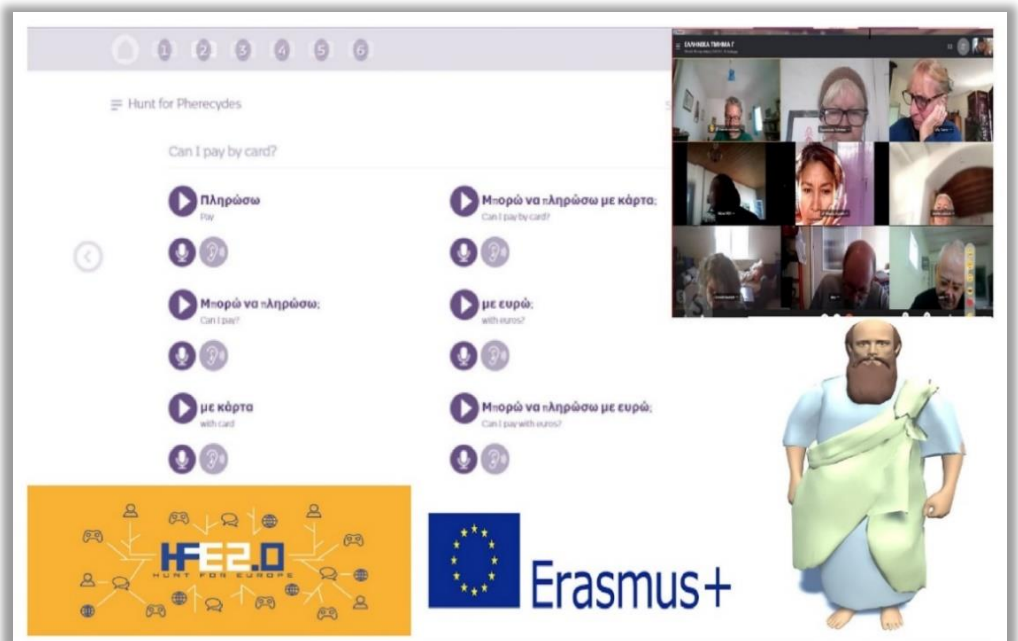 1 2 3 4 5 6
Hunt for Pherecydes
Can I pay by card?
Πληρώσω
Pay
Μπορώ να πληρώσω με κάρτα;
Can I pay by card?
Μπορώ να πληρώσω;
Can I pay?
με ευρώ;
with euros?
με κάρτα
with card
Μπορώ να πληρώσω με ευρώ;
Can I pay with euros?
ΕΛΛΗΝΙΚΑ ΤΜΗΜΑ Γ
HFE2.0
HUNT FOR EUROPE
Erasmus+